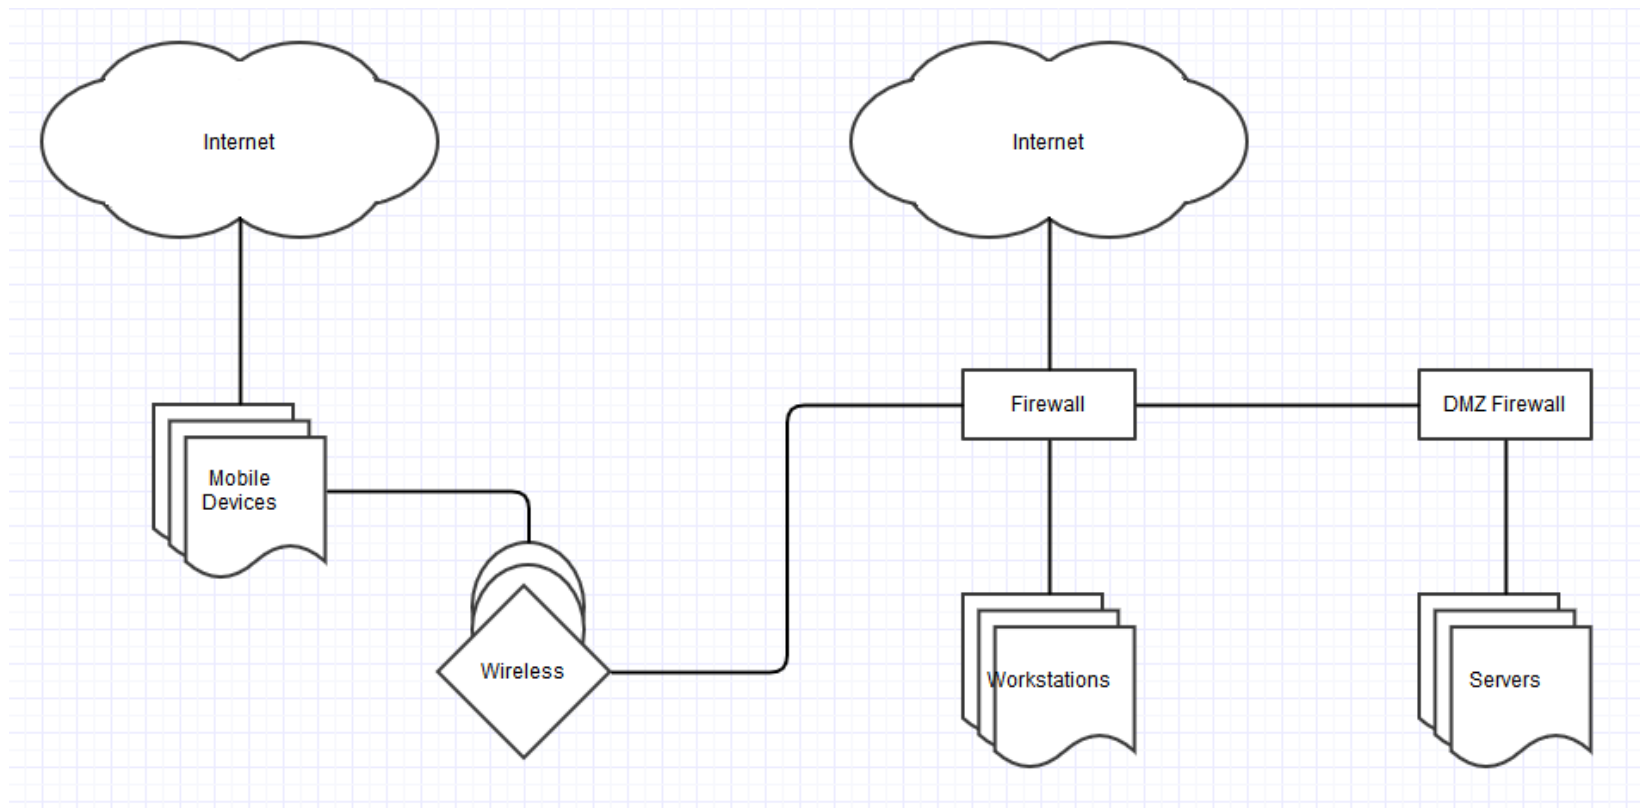 Internet
Internet
Firewall
DMZ Firewall
Mobile
Devices
Wireless
Workstations
Servers